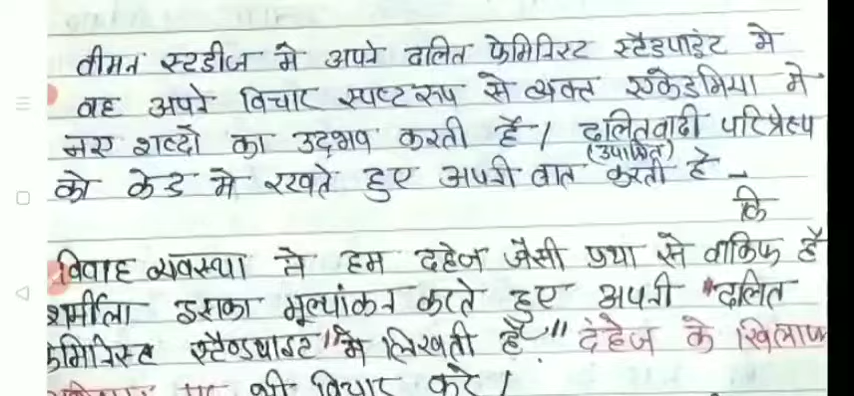 वीमन स्टडीज मे अपने दलित फेमिनिस्ट स्टैंडपाइंट मे
वह अपने विचार स्पष्ट रूप से व्यक्त एकेडमिया मे
नए शब्दों का उद्भव करती है। दलितवादी परिप्रेक्ष्य
(उपाश्रित)
को केंड मे रखते हुए अपनी बात करती है –
कि
विवाह व्यवस्था ने हम दहेज जैसी प्रथा से वाकिफ है
शर्मीला इसका मूल्यांकन करते हुए अपनी "दलित
फेमिनिस्ट स्टैण्डपाइट" मे लिखती है" दहेज के खिलाफ
भी विचार करे।